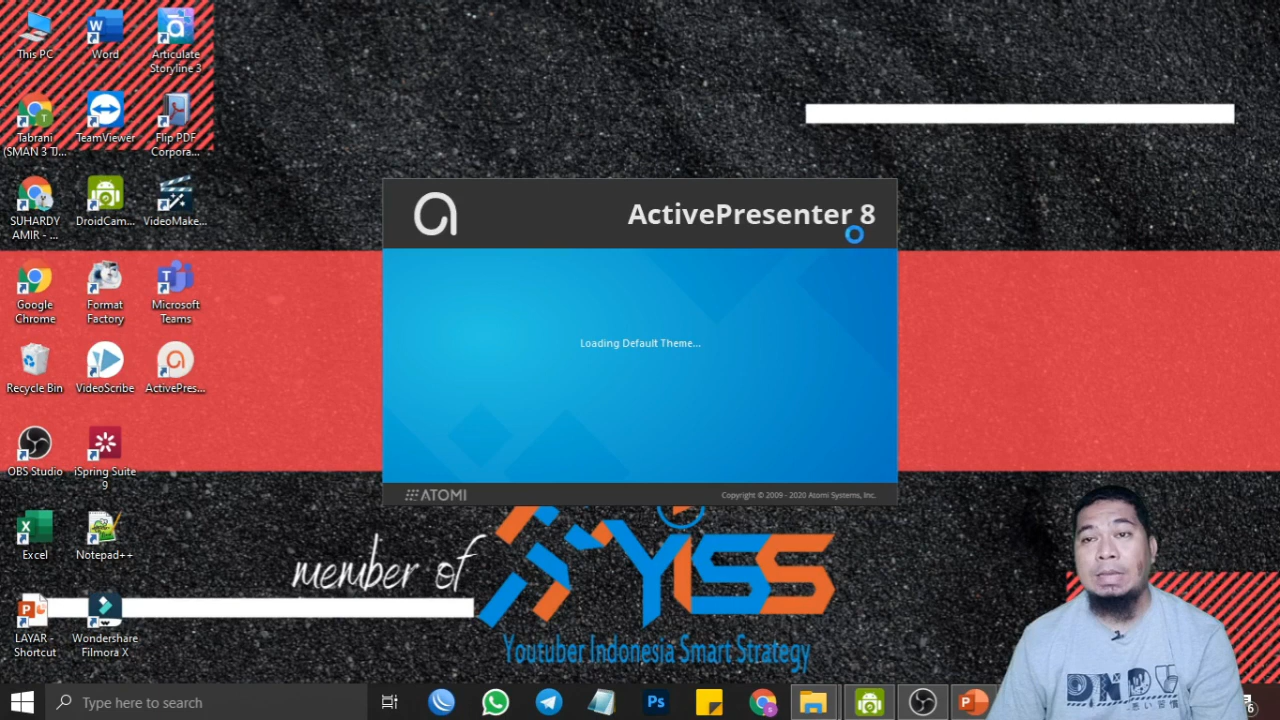 This PC
Word
Articulate
Storyline 3
Tabrani
(SMAN 3 TJ...
TeamViewer
Flip PDF
Corpora...
SUHARDY
AMIR - ...
DroidCam...
VideoMake...
Google
Chrome
Format
Factory
Microsoft
Teams
Recycle Bin
VideoScribe
ActivePres...
OBS Studio
iSpring Suite
9
Excel
Notepad++
LAYAR -
Shortcut
Wondershare
Filmora X
ActivePresenter 8
Loading Default Theme...
ATOMI
Copyright © 2009 - 2020 Atomi Systems, Inc.
member of
YISS
Youtuber Indonesia Smart Strategy
Type here to search
Ps